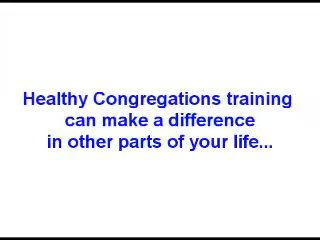 Healthy Congregations training
can make a difference
in other parts of your life...